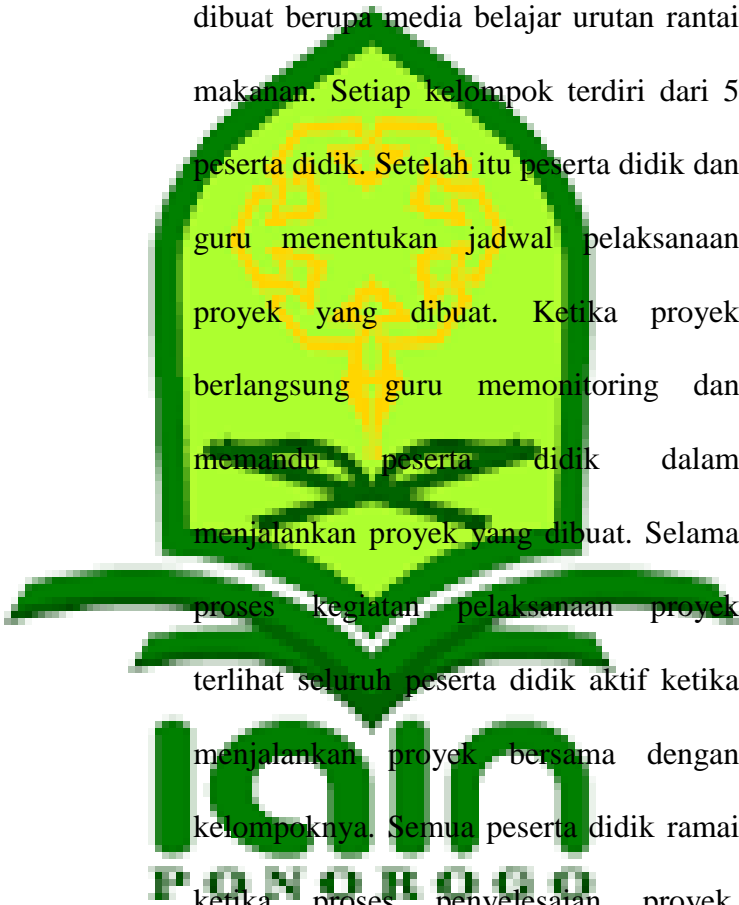 dibuat berupa media belajar urutan rantai
makanan. Setiap kelompok terdiri dari 5
peserta didik. Setelah itu peserta didik dan
guru menentukan jadwal pelaksanaan
proyek yang dibuat. Ketika proyek
berlangsung guru memonitoring dan
memandu peserta didik dalam
menjalankan proyek yang dibuat. Selama
proses kegiatan pelaksanaan proyek
terlihat seluruh peserta didik aktif ketika
menjalankan proyek bersama dengan
kelompoknya. Semua peserta didik ramai
ketika proses penyelesaian proyek.
iain
PONOROGO